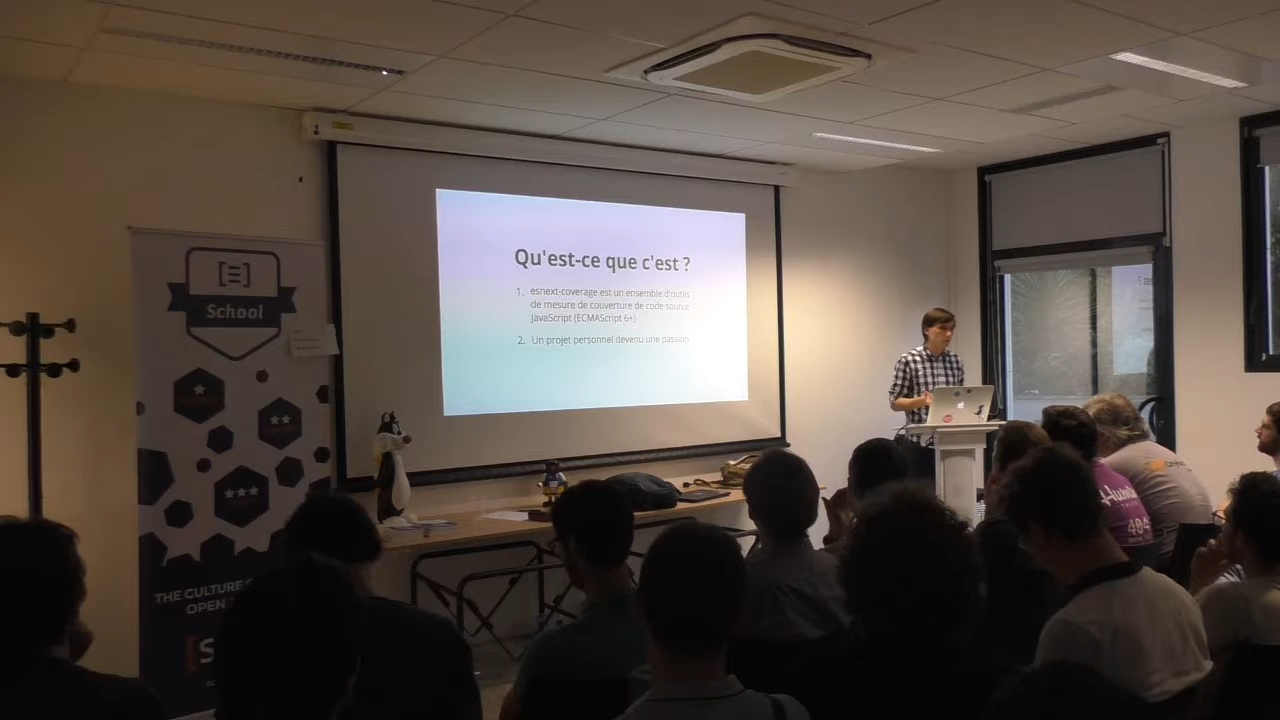 Qu'est-ce que c'est ?
1. esnext-coverage est un ensemble d'outils
de mesure de couverture de code source
JavaScript (ECMAScript 6+)
2. Un projet personnel devenu une passion
School
THE CULTURE
OPEN
404